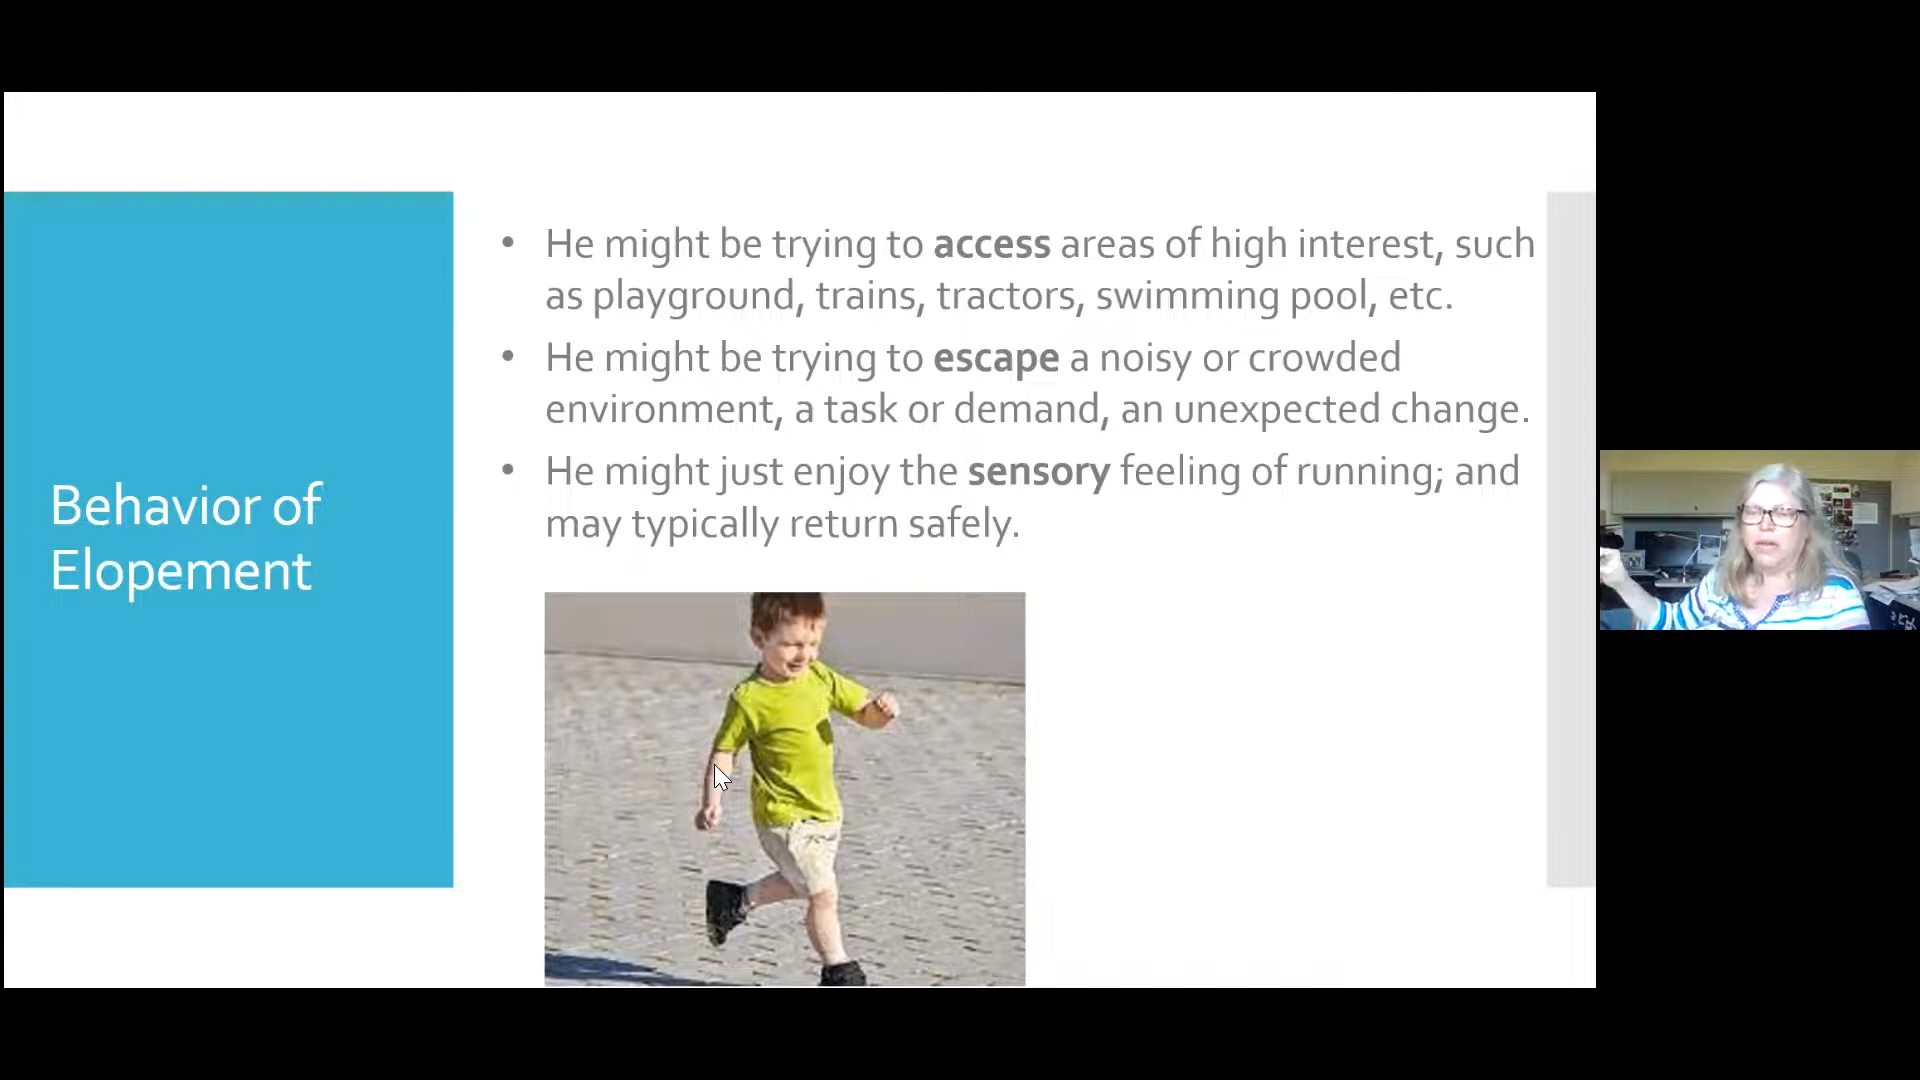 Behavior of
Elopement
• He might be trying to access areas of high interest, such
as playground, trains, tractors, swimming pool, etc.
• He might be trying to escape a noisy or crowded
environment, a task or demand, an unexpected change.
• He might just enjoy the sensory feeling of running; and
may typically return safely.